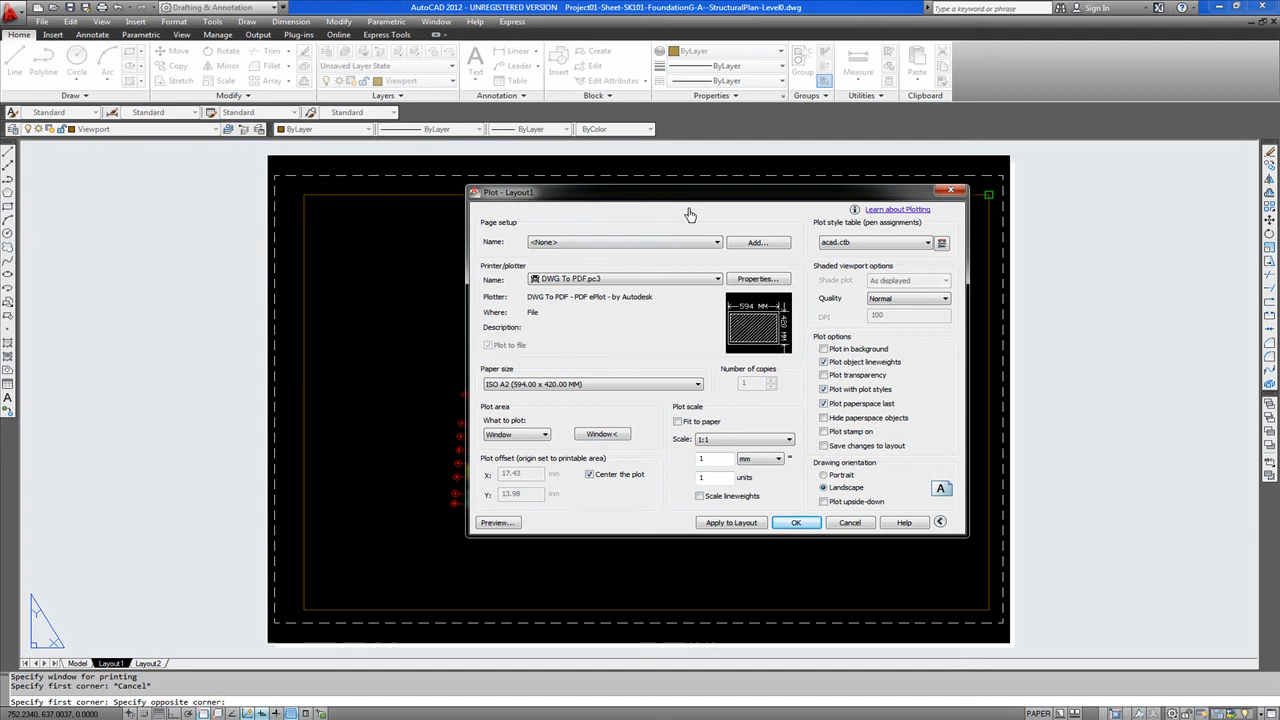 Drafting & Annotation
AutoCAD 2012 - UNREGISTERED VERSION Project01-Sheet-SK101-FoundationG-A--StructuralPlan-Level0.dwg
Type a keyword or phrase
Sign In
File Edit View Insert Format Tools Draw Dimension Modify Parametric Window Help Express
Home Insert Annotate Parametric View Manage Output Plug-ins Online Express Tools
Line Polyline Circle Arc
Move Rotate Trim
Copy Mirror Fillet
Stretch Scale Array
Unsaved Layer State
Viewport
Text
Linear
Leader
Table
Insert
Create
Edit
Edit Attributes
ByLayer
ByLayer
ByLayer
Group
Measure
Paste
Draw Modify Layers Annotation Block Properties Groups Utilities Clipboard
Standard Standard Standard Standard
Viewport ByLayer ByLayer ByLayer ByColor
Plot - Layout1
Learn about Plotting
Page setup
Name: <None> Add...
Plot style table (pen assignments)
acad.ctb
Printer/plotter
Name: DWG To PDF.pc3 Properties...
Plotter: DWG To PDF - PDF ePlot - by Autodesk
Where: File
Description:
Plot to file
594 MM
420 MM
Shaded viewport options
Shade plot As displayed
Quality Normal
DPI 100
Paper size
ISO A2 (594.00 x 420.00 MM)
Number of copies
1
Plot area
What to plot:
Window Window<
Plot offset (origin set to printable area)
X: 17.43 mm
Center the plot
Y: 13.98 mm
Plot scale
Fit to paper
Scale: 1:1
1 mm =
1 units
Scale lineweights
Plot options
Plot in background
Plot object lineweights
Plot transparency
Plot with plot styles
Plot paperspace last
Hide paperspace objects
Plot stamp on
Save changes to layout
Drawing orientation
Portrait
Landscape
Plot upside-down
A
Preview... Apply to Layout OK Cancel Help
Y
X
Model Layout1 Layout2
Specify window for printing
Specify first corner: *Cancel*
Specify first corner: Specify opposite corner:
752.2340, 637.0037, 0.0000
PAPER